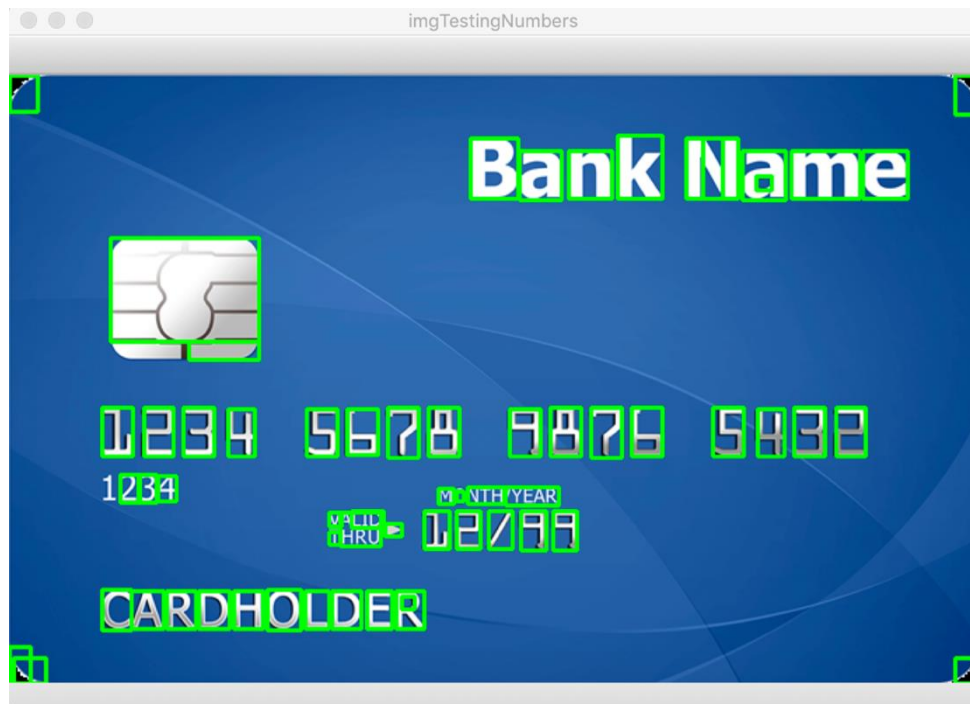 imgTestingNumbers
Bank Name
1234 5678 9876 5432
1234
MONTH/YEAR
VALID
THRU
12/99
CARDHOLDER